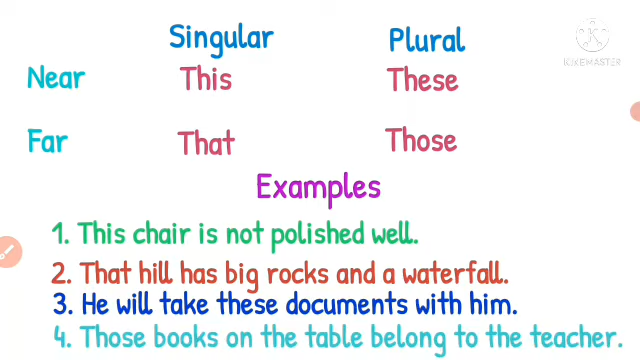 Singular Plural
KINEMASTER
Near This These
Far That Those
Examples
1. This chair is not polished well.
2. That hill has big rocks and a waterfall.
3. He will take these documents with him.
4. Those books on the table belong to the teacher.